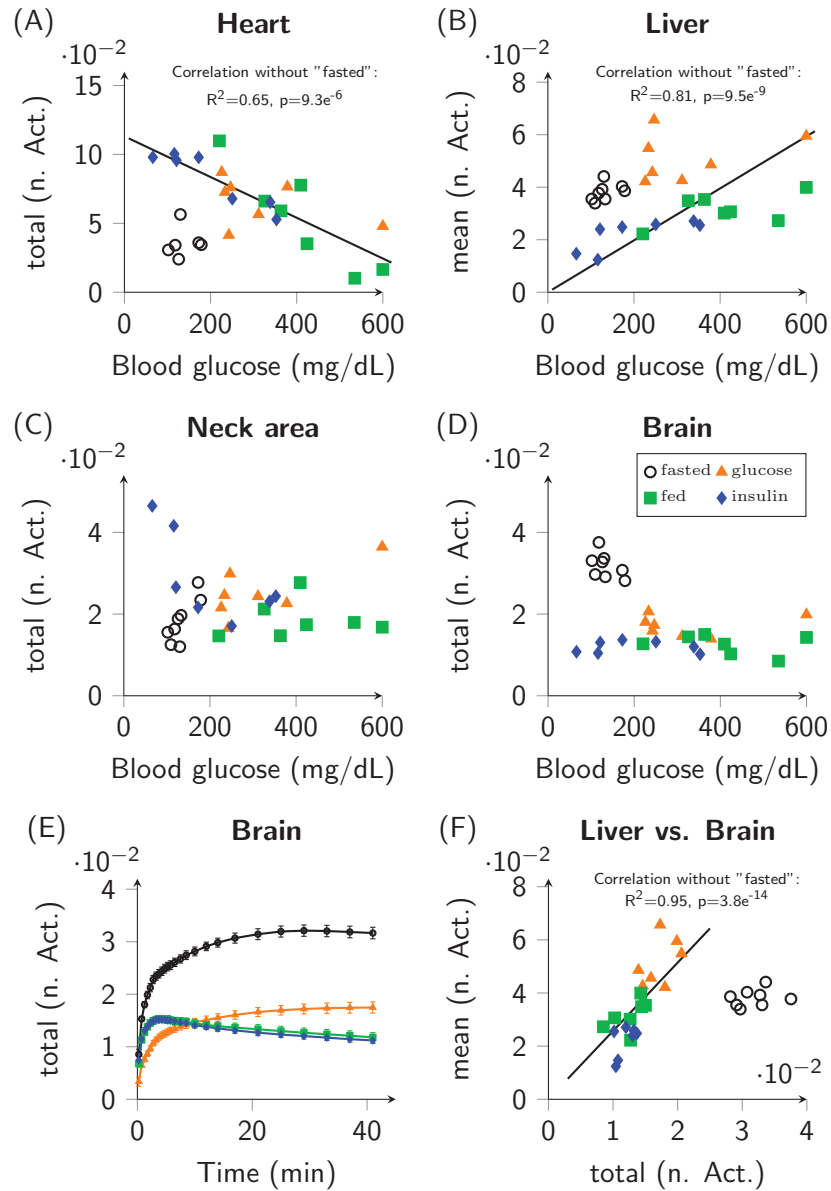 (A) Heart
·10⁻²
Correlation without "fasted":
R²=0.65, p=9.3e⁻⁶
total (n. Act.)
15
10
5
0
0 200 400 600
Blood glucose (mg/dL)
(B) Liver
·10⁻²
Correlation without "fasted":
R²=0.81, p=9.5e⁻⁹
mean (n. Act.)
8
6
4
2
0
0 200 400 600
Blood glucose (mg/dL)
(C) Neck area
·10⁻²
total (n. Act.)
4
2
0
0 200 400 600
Blood glucose (mg/dL)
(D) Brain
·10⁻²
fasted glucose
fed insulin
total (n. Act.)
4
2
0
0 200 400 600
Blood glucose (mg/dL)
(E) Brain
·10⁻²
total (n. Act.)
4
3
2
1
0
0 20 40
Time (min)
(F) Liver vs. Brain
·10⁻²
Correlation without "fasted":
R²=0.95, p=3.8e⁻¹⁴
mean (n. Act.)
8
6
4
2
0
·10⁻²
0 1 2 3 4
total (n. Act.)